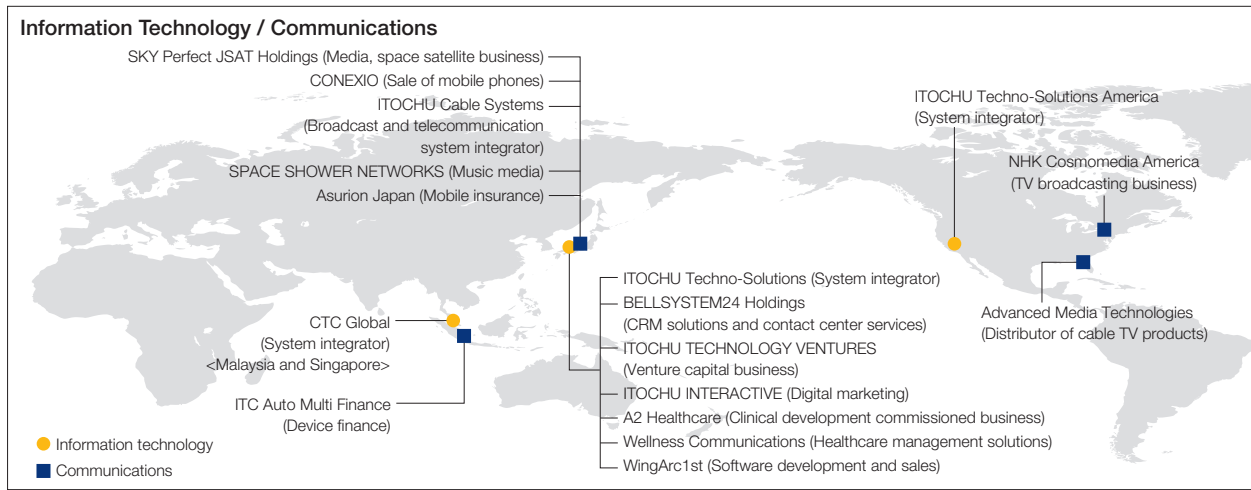 Information Technology / Communications
SKY Perfect JSAT Holdings (Media, space satellite business)
CONEXIO (Sale of mobile phones)
ITOCHU Cable Systems
(Broadcast and telecommunication
system integrator)
SPACE SHOWER NETWORKS (Music media)
Asurion Japan (Mobile insurance)
ITOCHU Techno-Solutions America
(System integrator)
NHK Cosmomedia America
(TV broadcasting business)
Advanced Media Technologies
(Distributor of cable TV products)
CTC Global
(System integrator)
<Malaysia and Singapore>
ITC Auto Multi Finance
(Device finance)
ITOCHU Techno-Solutions (System integrator)
BELLSYSTEM24 Holdings
(CRM solutions and contact center services)
ITOCHU TECHNOLOGY VENTURES
(Venture capital business)
ITOCHU INTERACTIVE (Digital marketing)
A2 Healthcare (Clinical development commissioned business)
Wellness Communications (Healthcare management solutions)
WingArc1st (Software development and sales)
Information technology
Communications